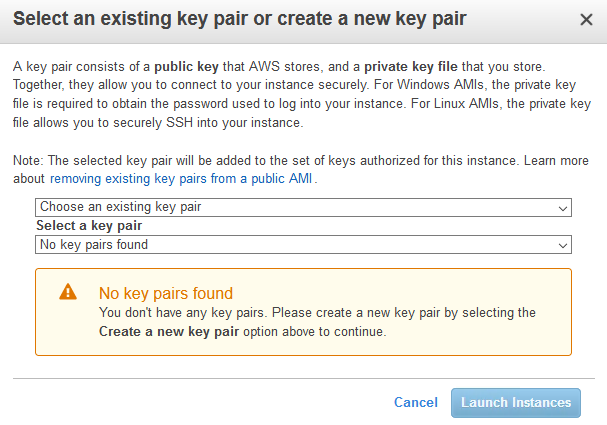 Select an existing key pair or create a new key pair
A key pair consists of a public key that AWS stores, and a private key file that you store.
Together, they allow you to connect to your instance securely. For Windows AMIs, the private key
file is required to obtain the password used to log into your instance. For Linux AMIs, the private key
file allows you to securely SSH into your instance.
Note: The selected key pair will be added to the set of keys authorized for this instance. Learn more
about removing existing key pairs from a public AMI .
Choose an existing key pair
Select a key pair
No key pairs found
No key pairs found
You don't have any key pairs. Please create a new key pair by selecting the
Create a new key pair option above to continue.
Cancel Launch Instances